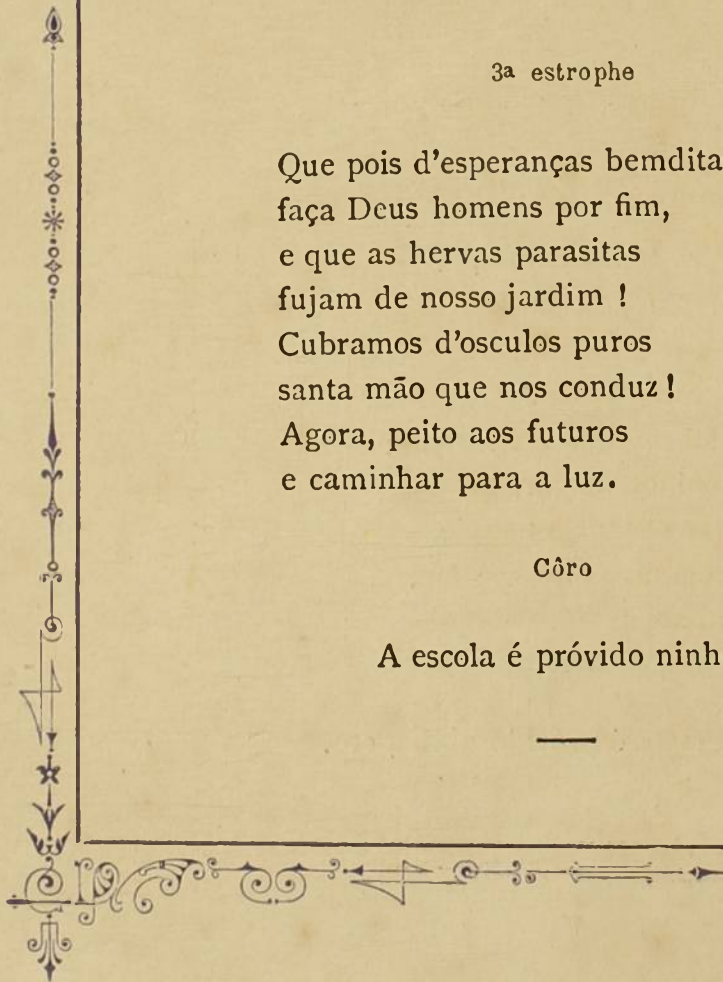 3ª estrophe
Que pois d'esperanças bemdita
faça Deus homens por fim,
e que as hervas parasitas
fujam de nosso jardim !
Cubramos d'osculos puros
santa mão que nos conduz !
Agora, peito aos futuros
e caminhar para a luz.
Côro
A escola é próvido ninh